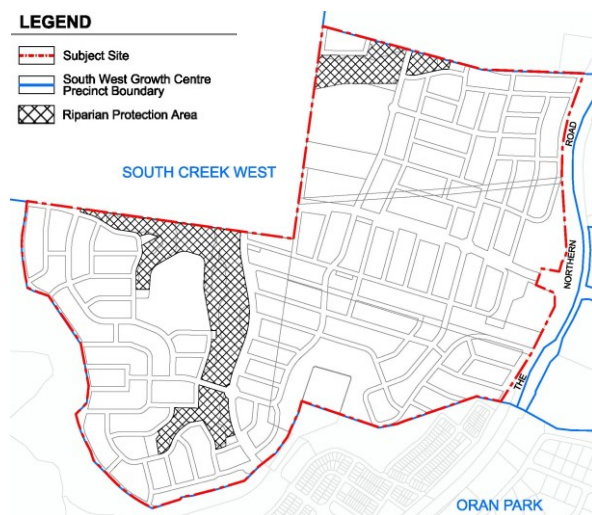 LEGEND
Subject Site
South West Growth Centre
Precinct Boundary
Riparian Protection Area
SOUTH CREEK WEST
THE NORTHERN ROAD
ORAN PARK